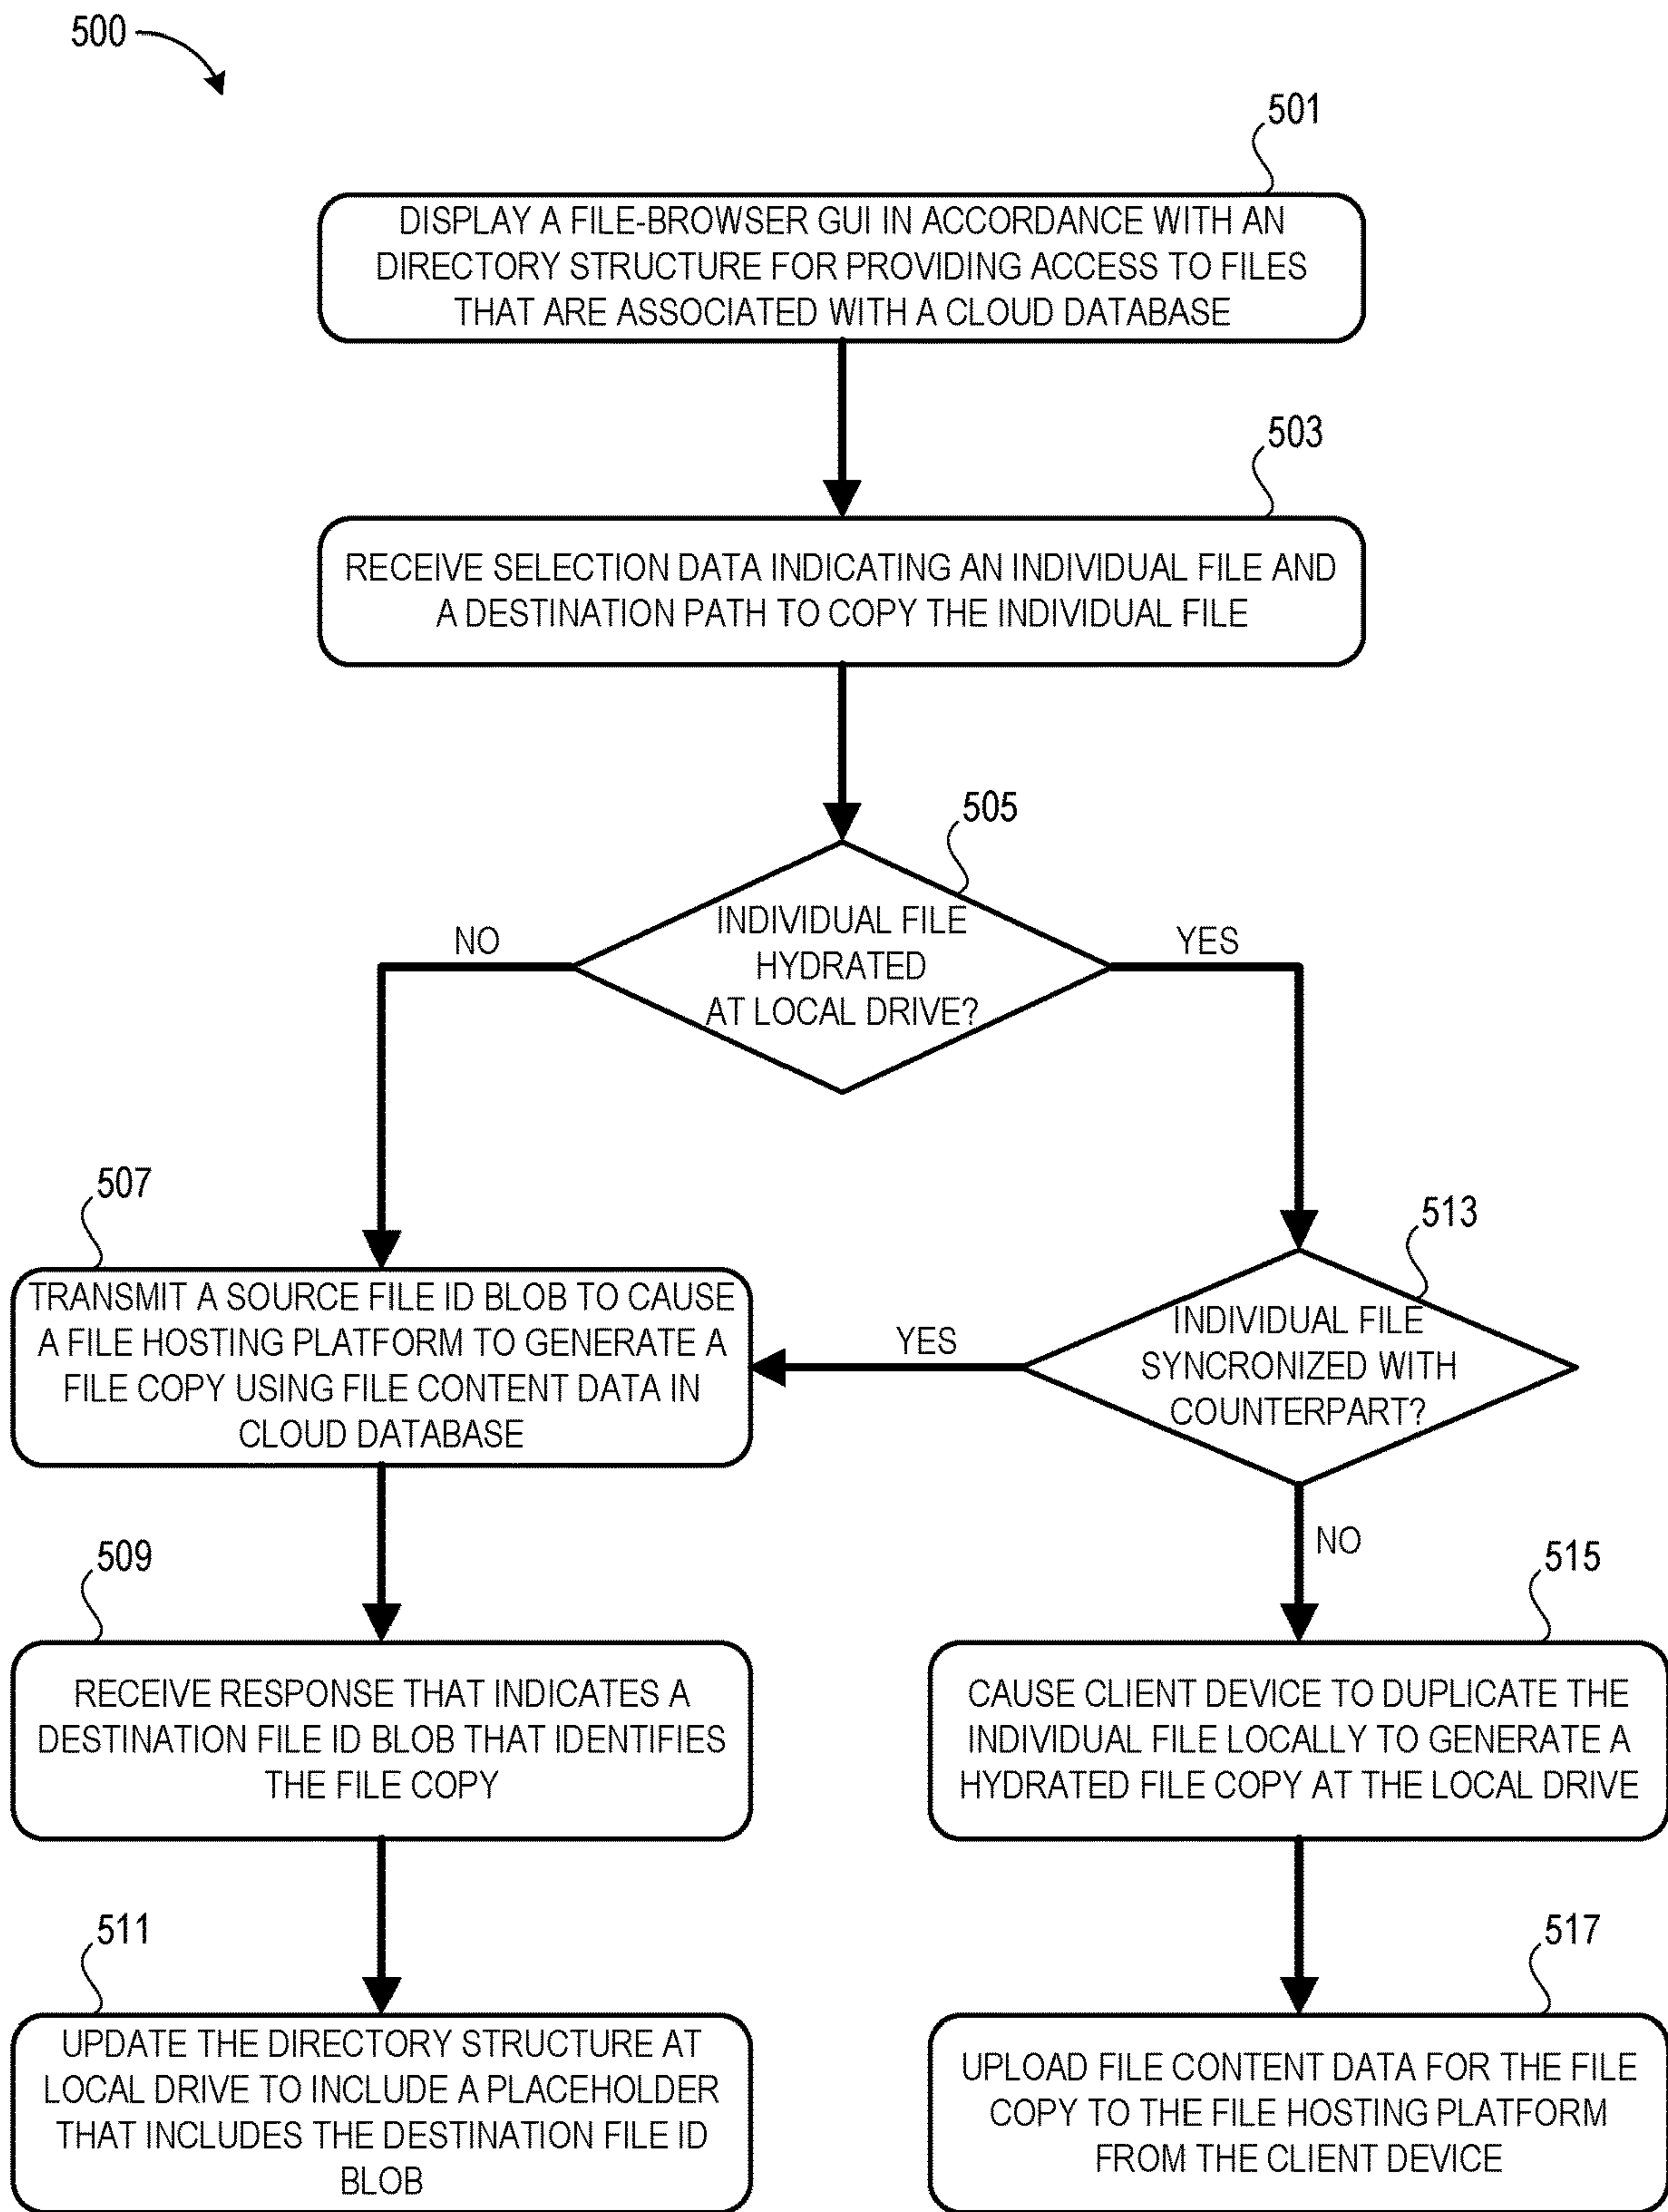 500
501
DISPLAY A FILE-BROWSER GUI IN ACCORDANCE WITH AN
DIRECTORY STRUCTURE FOR PROVIDING ACCESS TO FILES
THAT ARE ASSOCIATED WITH A CLOUD DATABASE
503
RECEIVE SELECTION DATA INDICATING AN INDIVIDUAL FILE AND
A DESTINATION PATH TO COPY THE INDIVIDUAL FILE
505
INDIVIDUAL FILE
HYDRATED
AT LOCAL DRIVE?
NO
YES
507
TRANSMIT A SOURCE FILE ID BLOB TO CAUSE
A FILE HOSTING PLATFORM TO GENERATE A
FILE COPY USING FILE CONTENT DATA IN
CLOUD DATABASE
513
INDIVIDUAL FILE
SYNCRONIZED WITH
COUNTERPART?
YES
NO
509
RECEIVE RESPONSE THAT INDICATES A
DESTINATION FILE ID BLOB THAT IDENTIFIES
THE FILE COPY
515
CAUSE CLIENT DEVICE TO DUPLICATE THE
INDIVIDUAL FILE LOCALLY TO GENERATE A
HYDRATED FILE COPY AT THE LOCAL DRIVE
511
UPDATE THE DIRECTORY STRUCTURE AT
LOCAL DRIVE TO INCLUDE A PLACEHOLDER
THAT INCLUDES THE DESTINATION FILE ID
BLOB
517
UPLOAD FILE CONTENT DATA FOR THE FILE
COPY TO THE FILE HOSTING PLATFORM
FROM THE CLIENT DEVICE